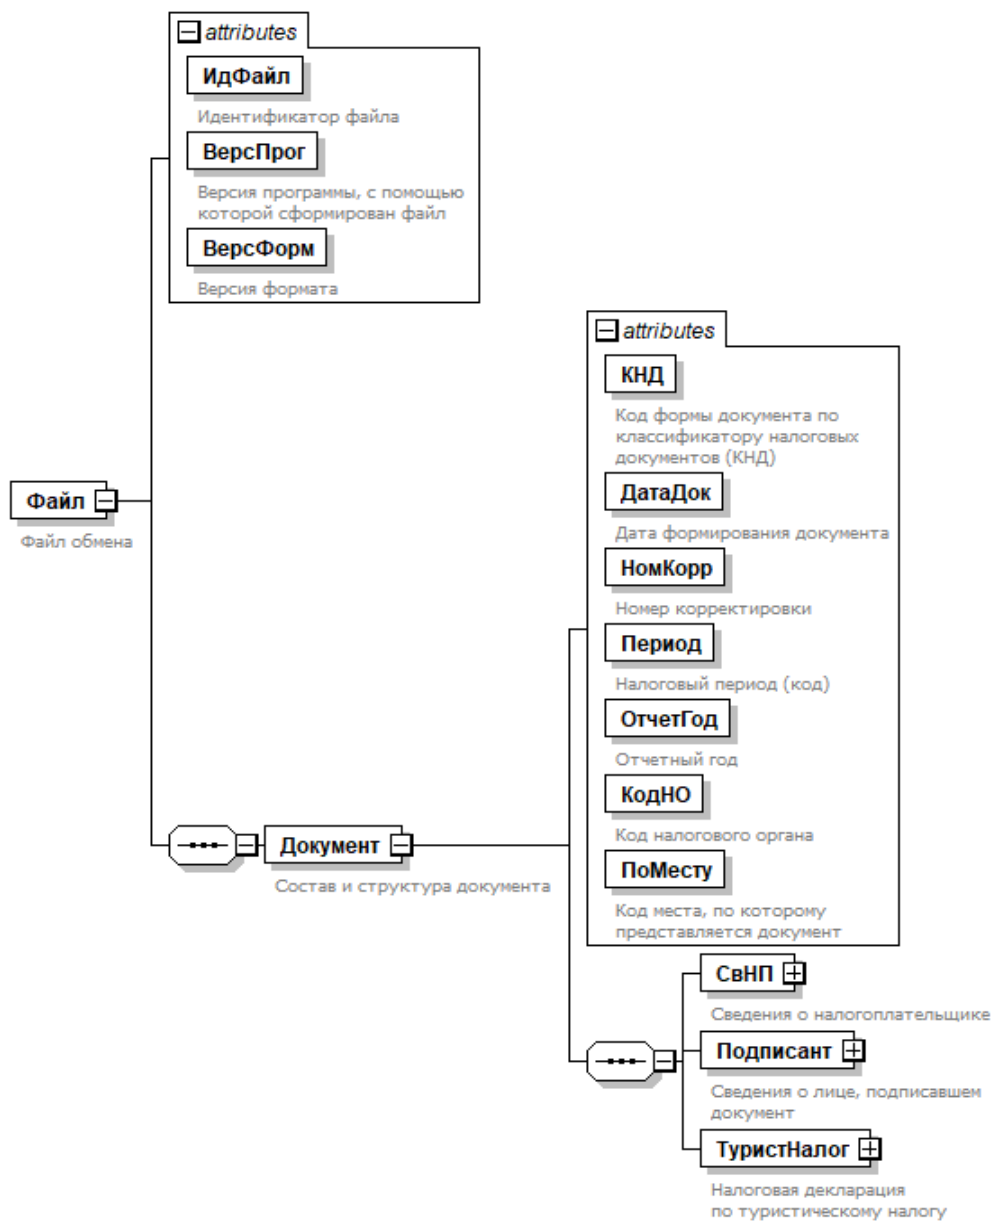 attributes
ИдФайл
Идентификатор файла
ВерсПрог
Версия программы, с помощью
которой сформирован файл
ВерсФорм
Версия формата
Файл
Файл обмена
Документ
Состав и структура документа
attributes
КНД
Код формы документа по
классификатору налоговых
документов (КНД)
ДатаДок
Дата формирования документа
НомКорр
Номер корректировки
Период
Налоговый период (код)
ОтчетГод
Отчетный год
КодНО
Код налогового органа
ПоМесту
Код места, по которому
представляется документ
СвНП
Сведения о налогоплательщике
Подписант
Сведения о лице, подписавшем
документ
ТуристНалог
Налоговая декларация
по туристическому налогу